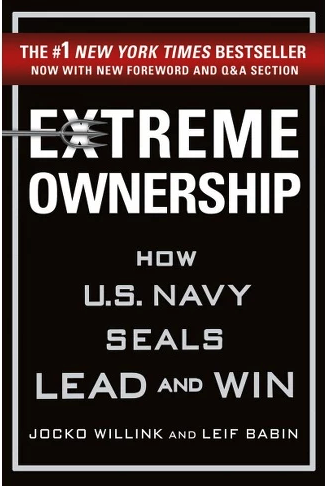 THE #1 NEW YORK TIMES BESTSELLER
NOW WITH NEW FOREWORD AND Q&A SECTION
EXTREME
OWNERSHIP
HOW
U.S. NAVY
SEALS
LEAD AND WIN
JOCKO WILLINK AND LEIF BABIN